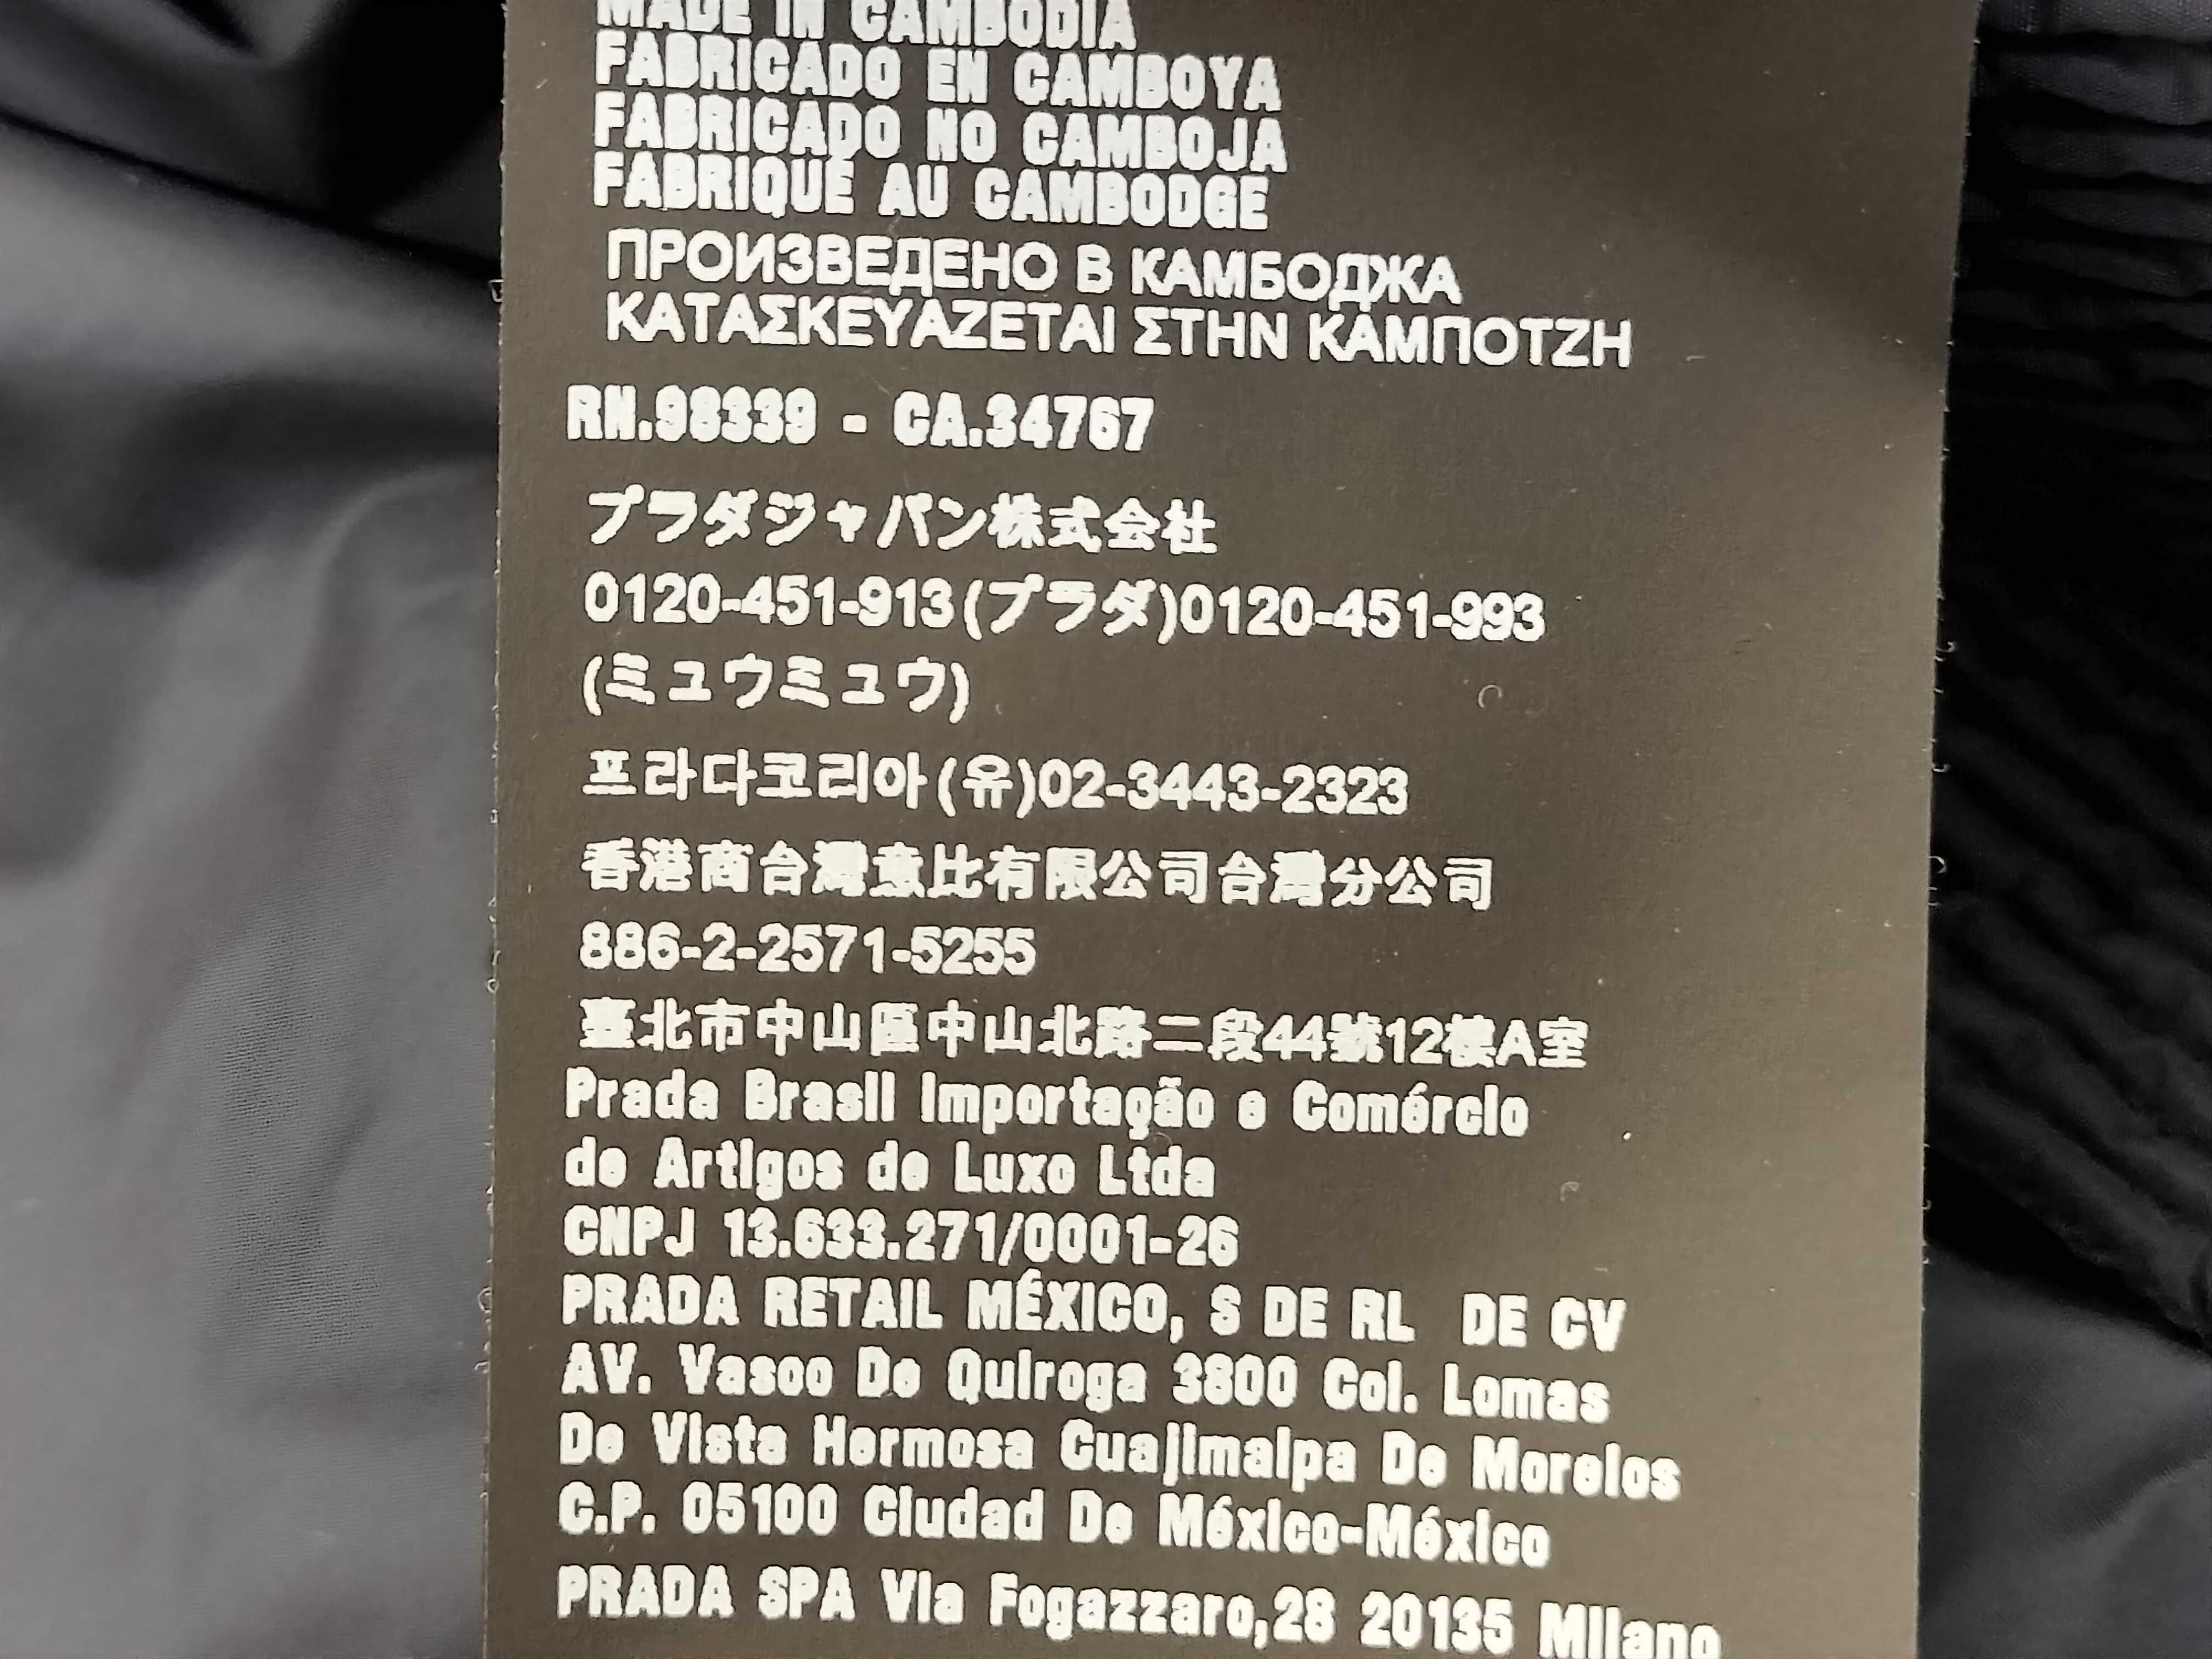 MADE IN CAMBODIA
FABRICADO EN CAMBOYA
FABRICADO NO CAMBOJA
FABRIQUÉ AU CAMBODGE
ПРОИЗВЕДЕНО В КАМБОДЖА
ΚΑΤΑΣΚΕΥΑΖΕΤΑΙ ΣΤΗΝ ΚΑΜΠΟΤΖΗ
RN.98339 - CA.34767
プラダジャパン株式会社
0120-451-913(プラダ)0120-451-993
(ミュウミュウ)
프라다코리아(유)02-3443-2323
香港商台灣意比有限公司台灣分公司
886-2-2571-5255
臺北市中山區中山北路二段44號12樓A室
Prada Brasil Importação e Comércio
de Artigos de Luxo Ltda
CNPJ 13.633.271/0001-26
PRADA RETAIL MÉXICO, S DE RL DE CV
AV. Vasco De Quiroga 3800 Col. Lomas
De Vista Hermosa Cuajimalpa De Morelos
C.P. 05100 Ciudad De México-México
PRADA SPA Via Fogazzaro,28 20135 Milano